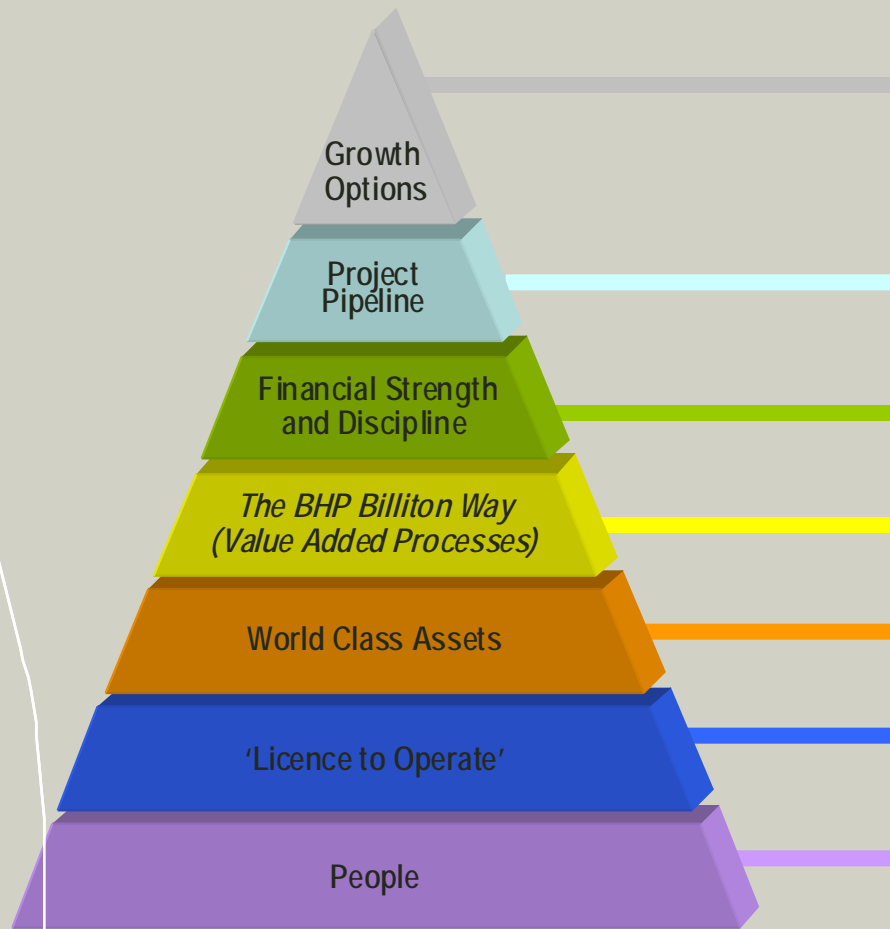 Growth
Options
Project
Pipeline
Financial Strength
and Discipline
The BHP Billiton Way
(Value Added Processes)
World Class Assets
‘Licence to Operate’
People